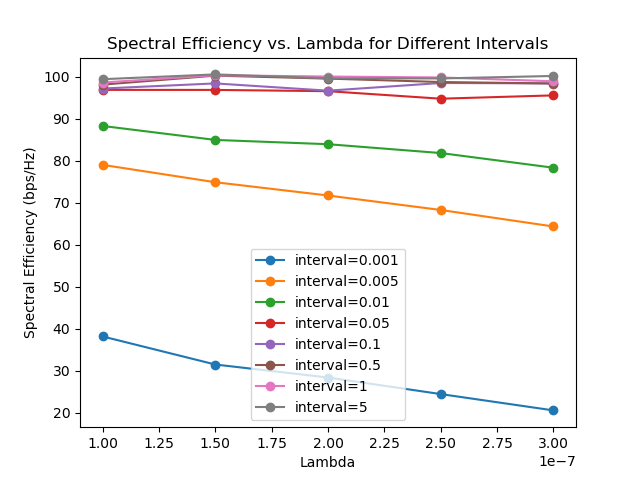 Spectral Efficiency vs. Lambda for Different Intervals
Spectral Efficiency (bps/Hz)
100
90
80
70
60
50
40
30
20
interval=0.001
interval=0.005
interval=0.01
interval=0.05
interval=0.1
interval=0.5
interval=1
interval=5
1.00 1.25 1.50 1.75 2.00 2.25 2.50 2.75 3.00
1e−7
Lambda